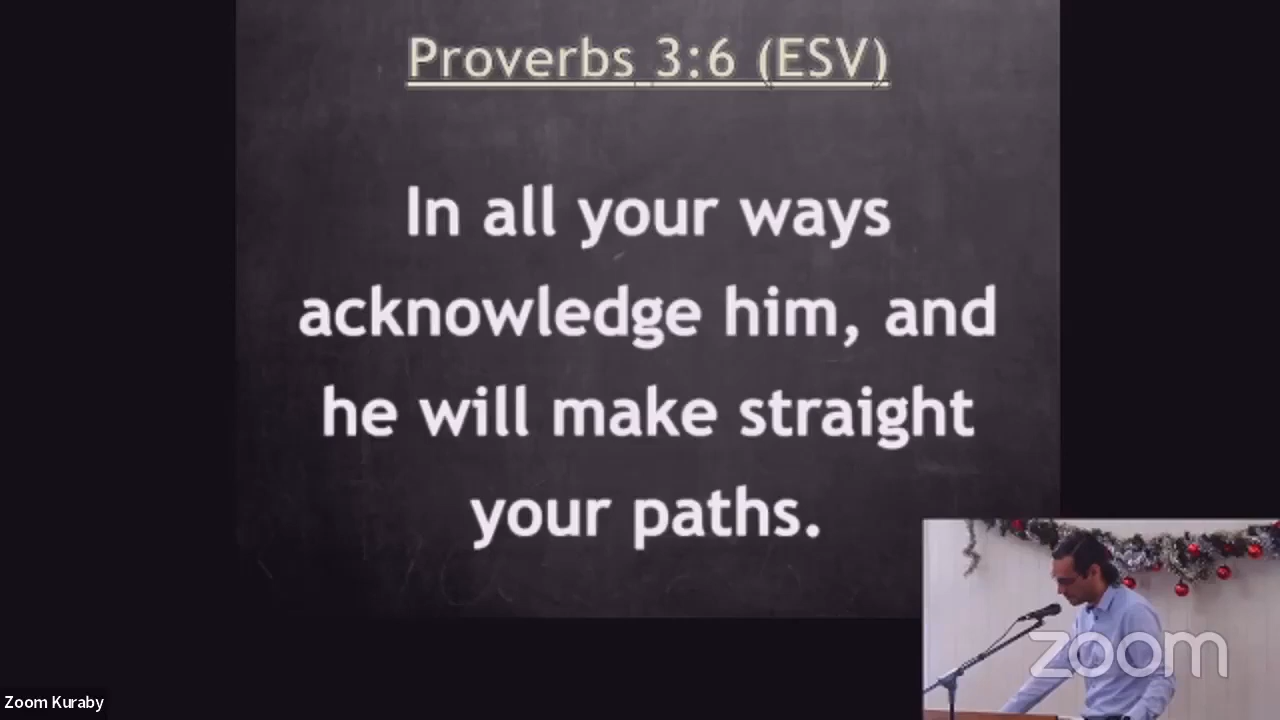 Proverbs 3:6 (ESV)
In all your ways
acknowledge him, and
he will make straight
your paths.
zoom
Zoom Kuraby